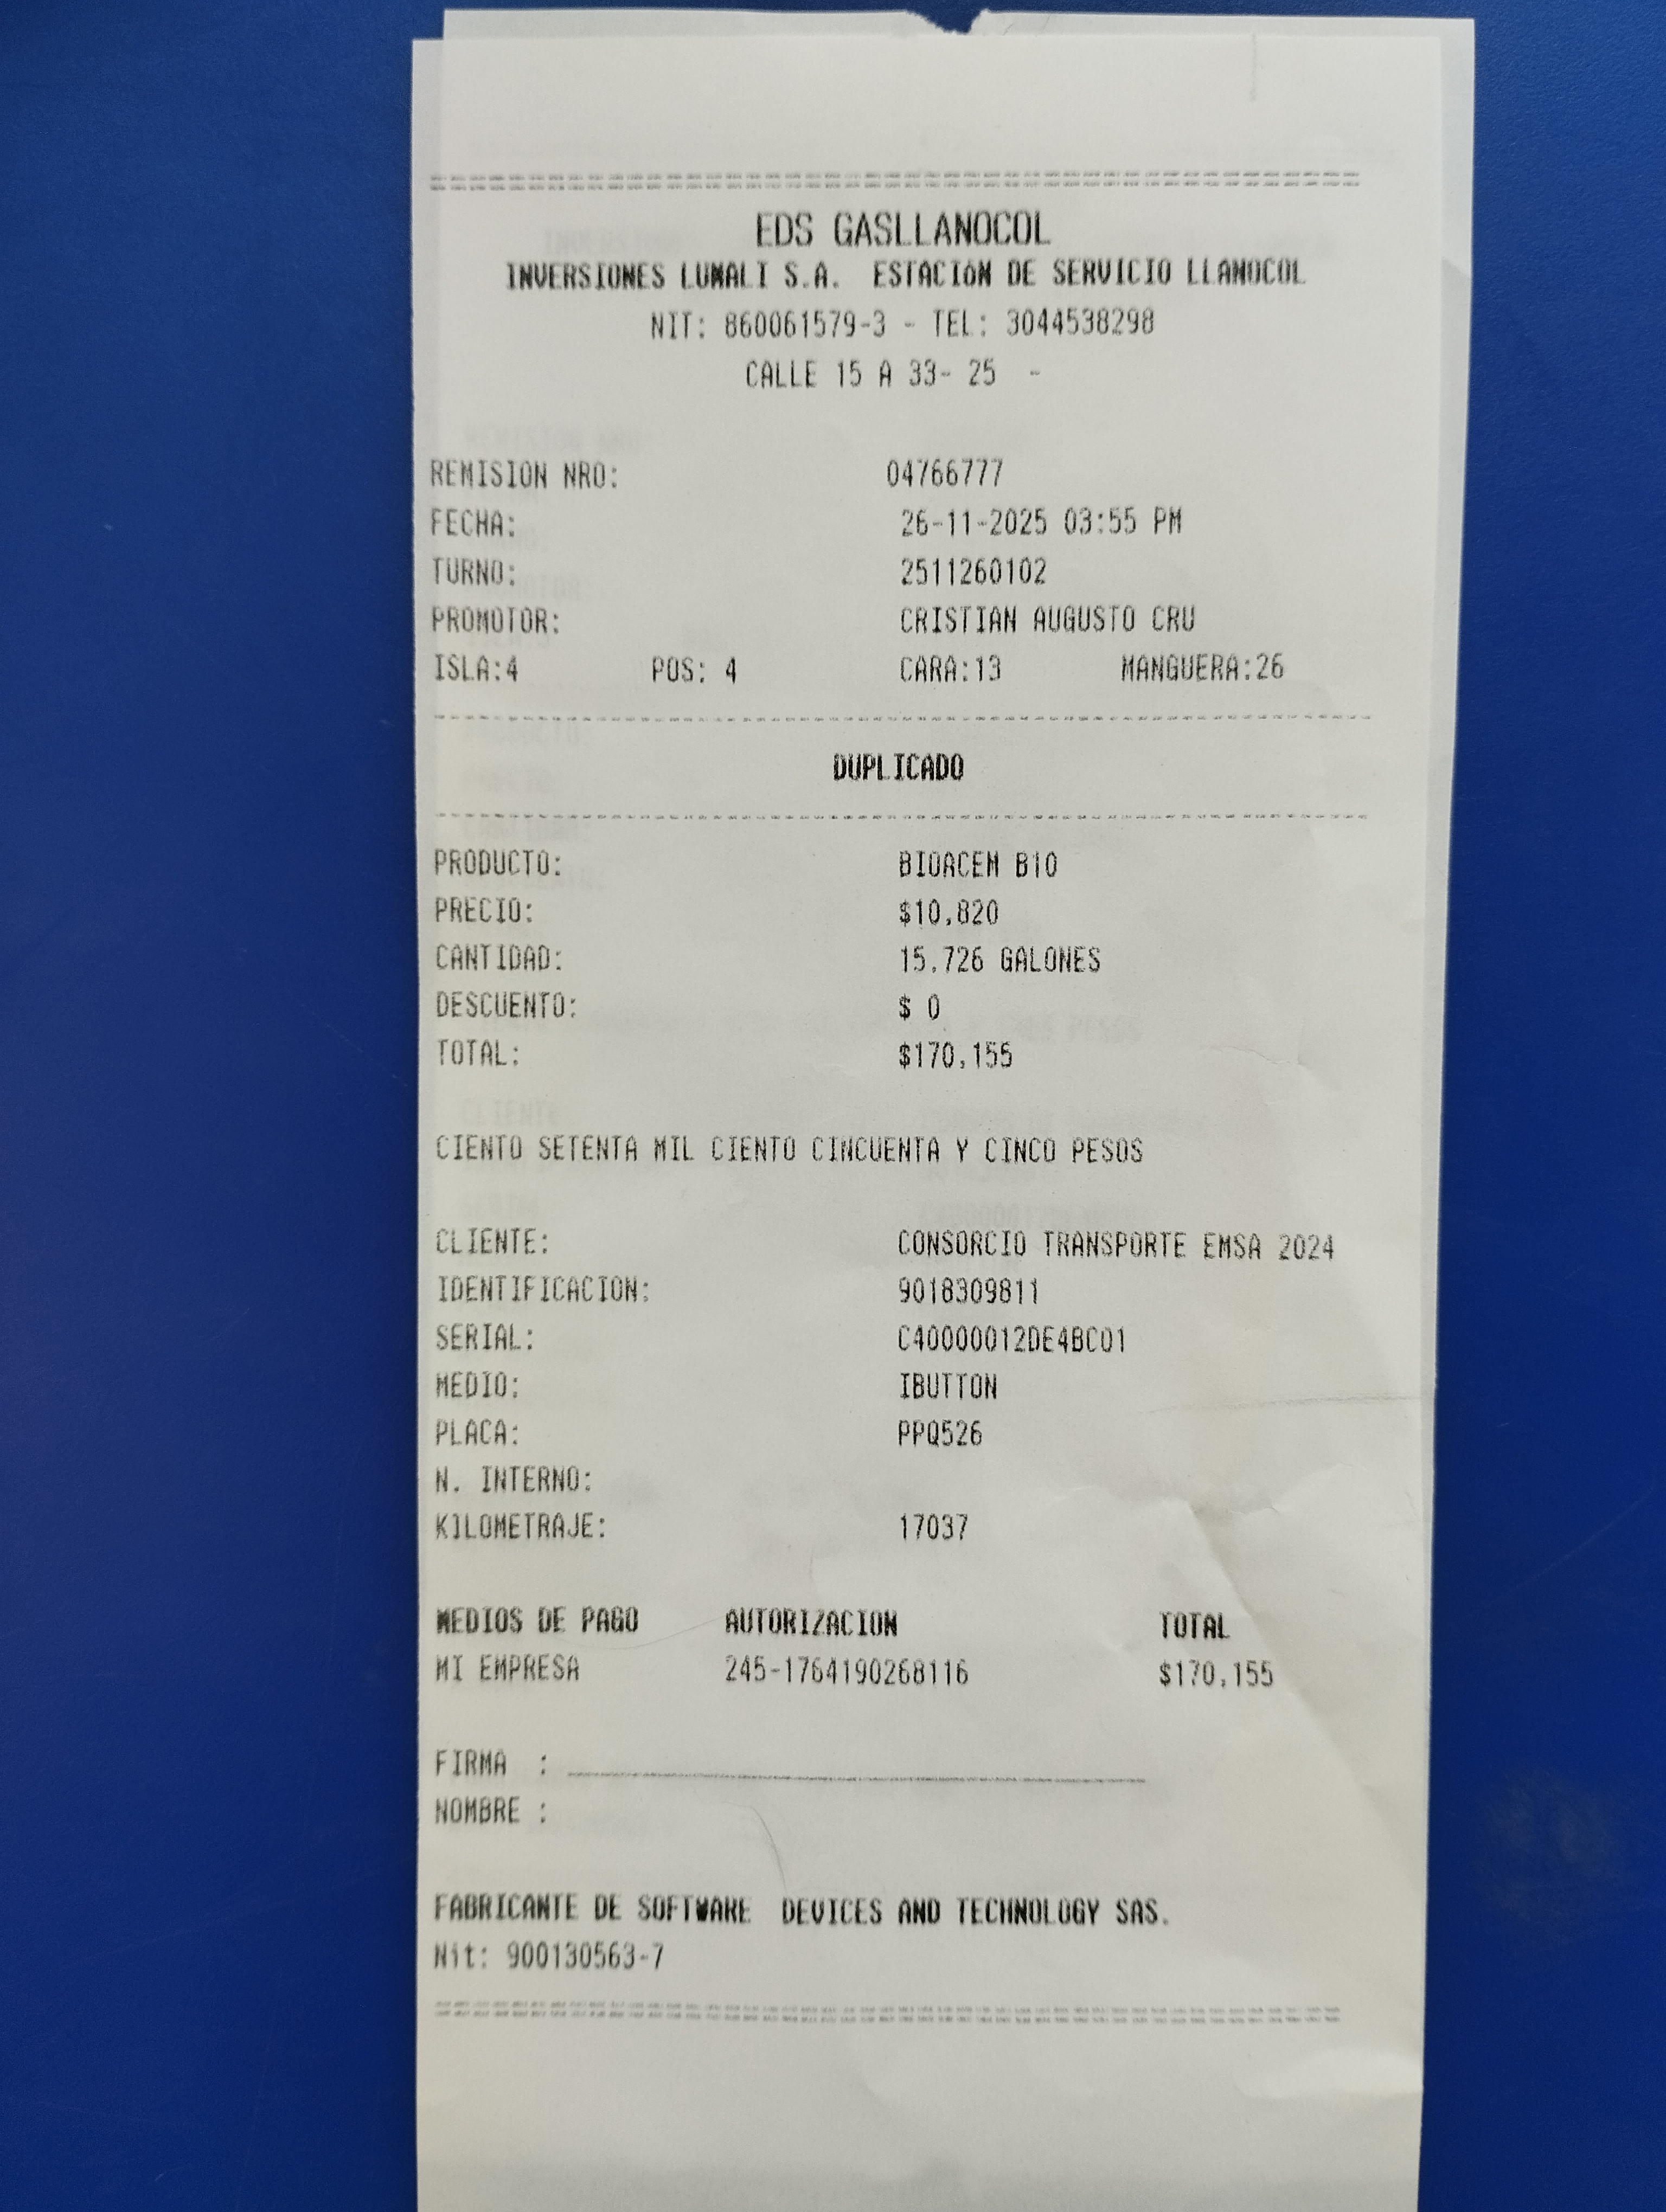 EDS GASLLANOCOL
INVERSIONES LUMALI S.A. ESTACIóN DE SERVICIO LLANOCOL
NIT: 860061579-3 - TEL: 3044538298
CALLE 15 A 33- 25 -
REMISION NRO: 04766777
FECHA: 26-11-2025 03:55 PM
TURNO: 2511260102
PROMOTOR: CRISTIAN AUGUSTO CRU
ISLA:4 POS: 4 CARA:13 MANGUERA:26
DUPLICADO
PRODUCTO: BIOACEM B10
PRECIO: $10,820
CANTIDAD: 15.726 GALONES
DESCUENTO: $ 0
TOTAL: $170,155
CIENTO SETENTA MIL CIENTO CINCUENTA Y CINCO PESOS
CLIENTE: CONSORCIO TRANSPORTE EMSA 2024
IDENTIFICACION: 9018309811
SERIAL: C40000012DE4BC01
MEDIO: IBUTTON
PLACA: PPQ526
N. INTERNO:
KILOMETRAJE: 17037
MEDIOS DE PAGO AUTORIZACION TOTAL
MI EMPRESA 245-1764190268116 $170,155
FIRMA :
NOMBRE :
FABRICANTE DE SOFTWARE DEVICES AND TECHNOLOGY SAS.
Nit: 900130563-7